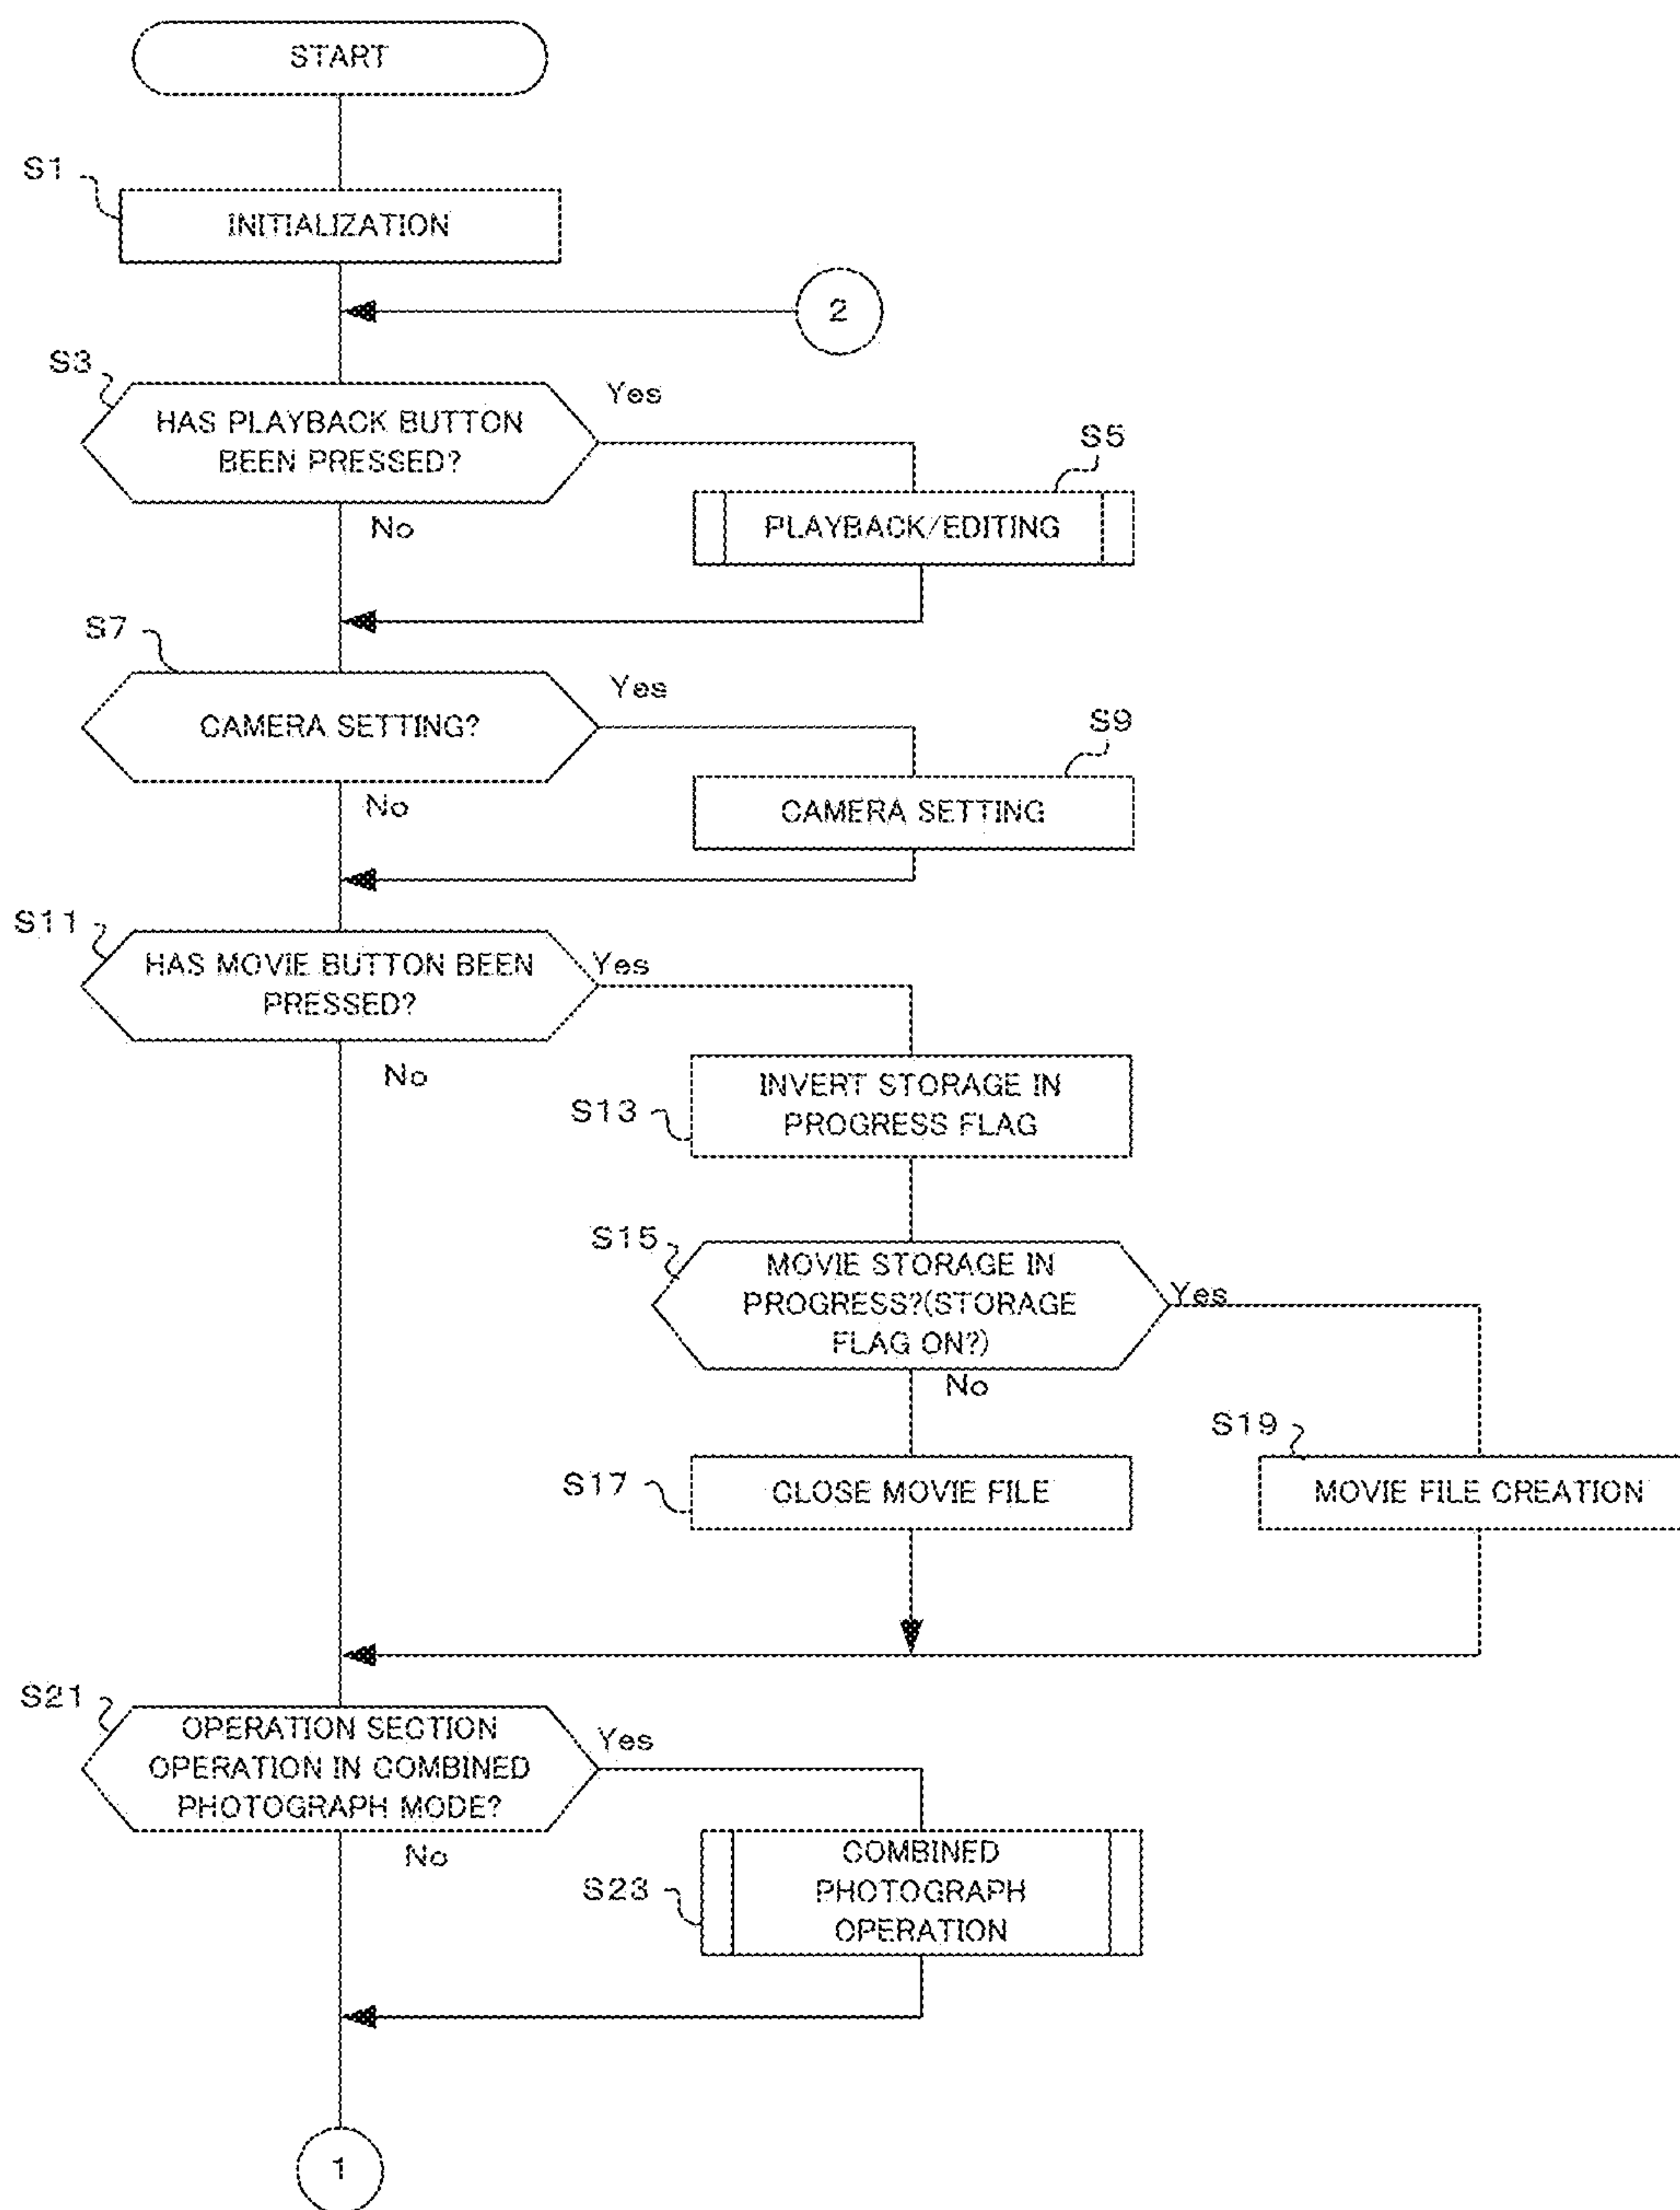 START
S1
INITIALIZATION
2
S3
HAS PLAYBACK BUTTON
BEEN PRESSED?
Yes
No
S5
PLAYBACK/EDITING
S7
CAMERA SETTING?
Yes
No
S9
CAMERA SETTING
S11
HAS MOVIE BUTTON BEEN
PRESSED?
Yes
No
S13
INVERT STORAGE IN
PROGRESS FLAG
S15
MOVIE STORAGE IN
PROGRESS?(STORAGE
FLAG ON?)
Yes
No
S17
CLOSE MOVIE FILE
S19
MOVIE FILE CREATION
S21
OPERATION SECTION
OPERATION IN COMBINED
PHOTOGRAPH MODE?
Yes
No
S23
COMBINED
PHOTOGRAPH
OPERATION
1